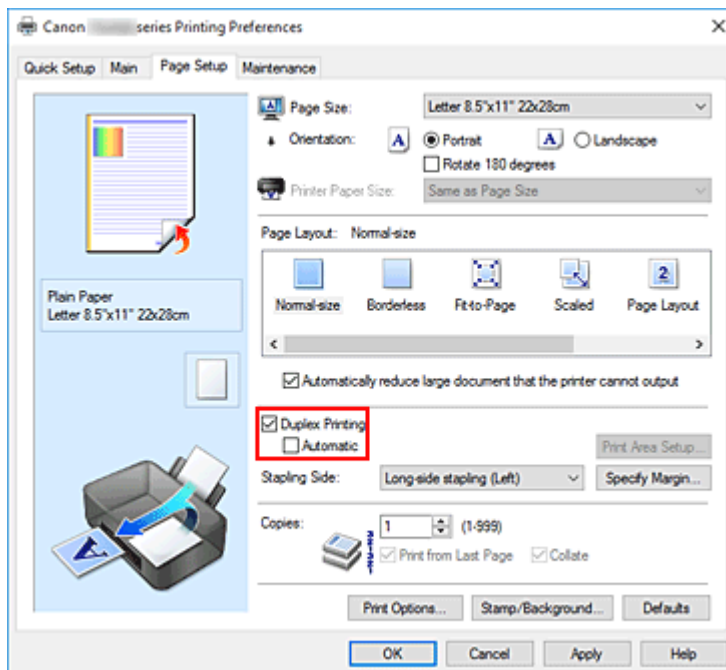 Canon series Printing Preferences
Quick Setup Main Page Setup Maintenance
Page Size: Letter 8.5"x11" 22x28cm
Orientation: A Portrait A Landscape
Rotate 180 degrees
Printer Paper Size: Same as Page Size
Page Layout: Normal-size
2
Normal-size Borderless Fit-to-Page Scaled Page Layout
Automatically reduce large document that the printer cannot output
Plain Paper
Letter 8.5"x11" 22x28cm
Duplex Printing
Automatic
Print Area Setup...
Stapling Side: Long-side stapling (Left) Specify Margin...
Copies: 1 (1-999)
Print from Last Page Collate
A
Print Options... Stamp/Background... Defaults
OK Cancel Apply Help